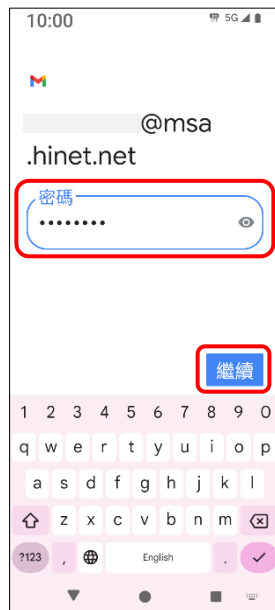 10:00 5G
@msa
.hinet.net
密碼
••••••••
繼續
1 2 3 4 5 6 7 8 9 0
q w e r t y u i o p
a s d f g h j k l
z x c v b n m
?123 , English .